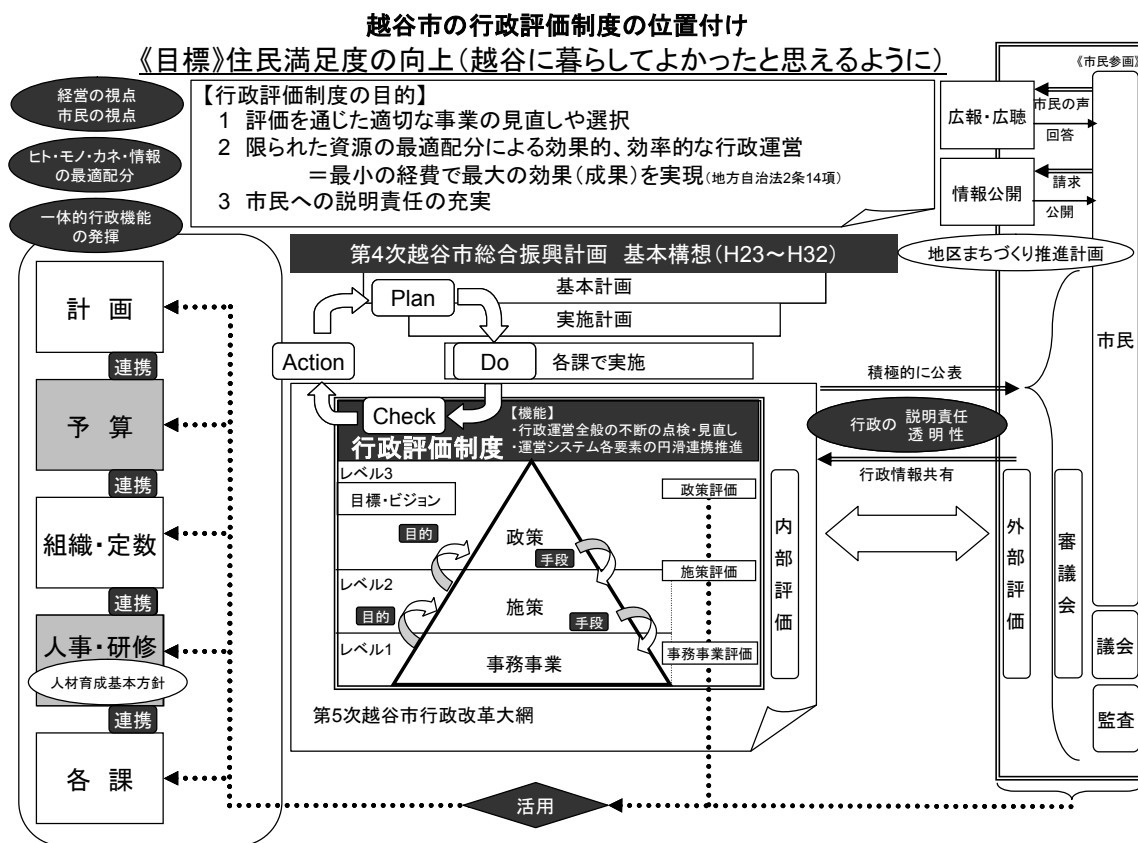 越谷市の行政評価制度の位置付け
《目標》住民満足度の向上(越谷に暮らしてよかったと思えるように)
経営の視点
市民の視点
ヒト・モノ・カネ・情報
の最適配分
一体的行政機能
の発揮
【行政評価制度の目的】
1 評価を通じた適切な事業の見直しや選択
2 限られた資源の最適配分による効果的、効率的な行政運営
=最小の経費で最大の効果(成果)を実現(地方自治法2条14項)
3 市民への説明責任の充実
《市民参画》
広報・広聴
市民の声
回答
情報公開
請求
公開
地区まちづくり推進計画
市民
第4次越谷市総合振興計画 基本構想(H23~H32)
基本計画
実施計画
各課で実施
Plan
Do
Check
Action
計 画
連携
予 算
連携
組織・定数
連携
人事・研修
人材育成基本方針
連携
各 課
【機能】
・行政運営全般の不断の点検・見直し
・運営システム各要素の円滑連携推進
行政評価制度
レベル3
目標・ビジョン
目的
政策
手段
政策評価
レベル2
目的
施策
手段
施策評価
レベル1
事務事業
事務事業評価
内部評価
第5次越谷市行政改革大綱
積極的に公表
行政の 説明責任
透明性
行政情報共有
外部評価
審議会
議会
監査
活用